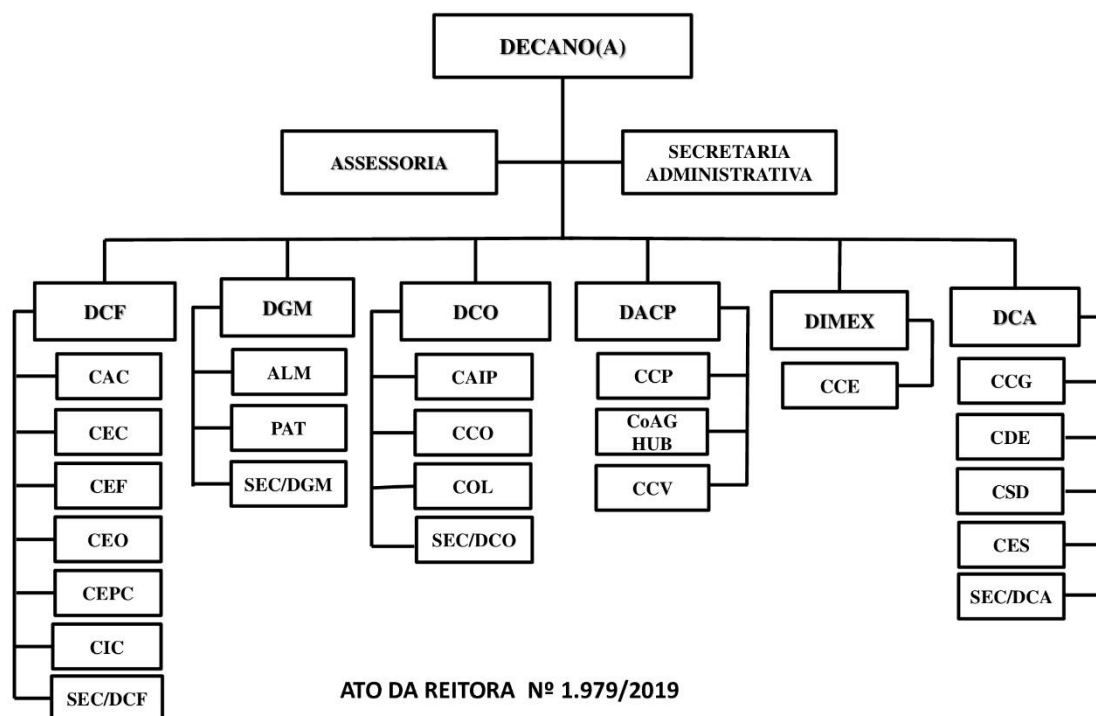 DECANO(A)
ASSESSORIA
SECRETARIA
ADMINISTRATIVA
DCF
DGM
DCO
DACP
DIMEX
DCA
CAC
CEC
CEF
CEO
CEPC
CIC
SEC/DCF
ALM
PAT
SEC/DGM
CAIP
CCO
COL
SEC/DCO
CCP
CoAG
HUB
CCV
CCE
CCG
CDE
CSD
CES
SEC/DCA
ATO DA REITORA Nº 1.979/2019